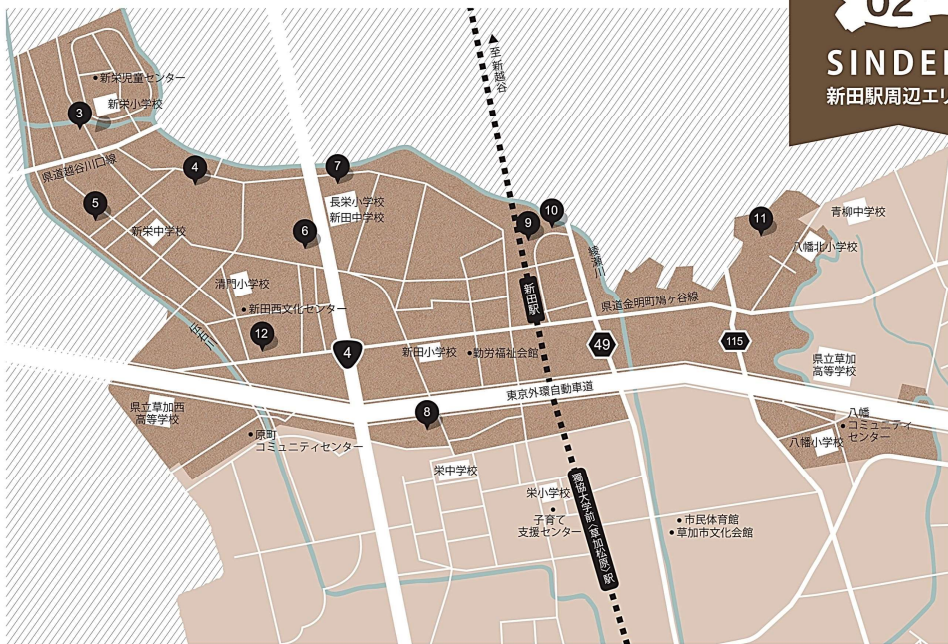 02
SINDE
新田駅周辺エリ
至 新越谷
新栄児童センター
新栄小学校
3
県道越谷川口線
4
7
5
長栄小学校
新田中学校
新栄中学校
6
9
10
綾瀬川
11
青柳中学校
八幡北小学校
清門小学校
新田西文化センター
新田駅
県道金明町鳩ヶ谷線
伝右川
12
4
新田小学校
勤労福祉会館
49
115
県立草加
高等学校
東京外環自動車道
県立草加西
高等学校
8
原町
コミュニティセンター
八幡
コミュニティ
センター
八幡小学校
栄中学校
栄小学校
子育て
支援センター
獨協大学前〈草加松原〉駅
市民体育館
草加市文化会館